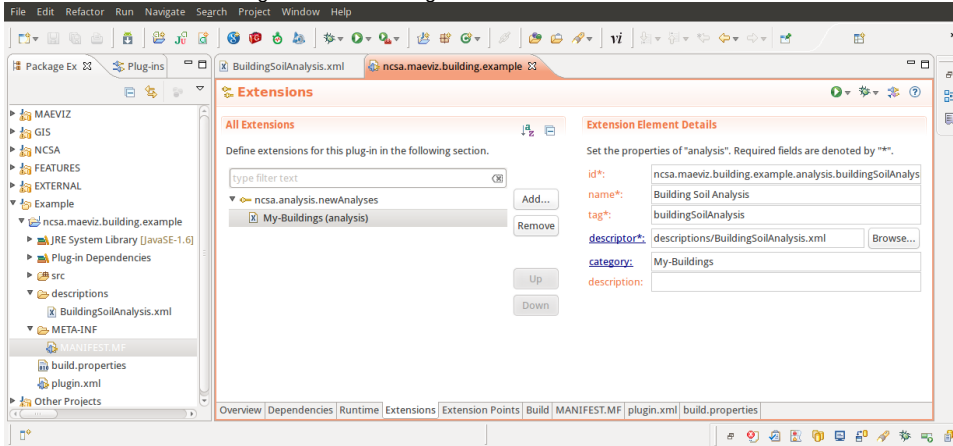 File Edit Refactor Run Navigate Search Project Window Help
Package Ex Plug-ins
BuildingSoilAnalysis.xml ncsa.maeviz.building.example
MAEVIZ
GIS
NCSA
FEATURES
EXTERNAL
Example
ncsa.maeviz.building.example
JRE System Library [JavaSE-1.6]
Plug-in Dependencies
src
descriptions
BuildingSoilAnalysis.xml
META-INF
MANIFEST.MF
build.properties
plugin.xml
Other Projects
Extensions
All Extensions
Define extensions for this plug-in in the following section.
type filter text
ncsa.analysis.newAnalyses
My-Buildings (analysis)
Add...
Remove
Up
Down
Extension Element Details
Set the properties of "analysis". Required fields are denoted by "*".
id*: ncsa.maeviz.building.example.analysis.buildingSoilAnalys
name*: Building Soil Analysis
tag*: buildingSoilAnalysis
descriptor*: descriptions/BuildingSoilAnalysis.xml Browse...
category: My-Buildings
description:
Overview Dependencies Runtime Extensions Extension Points Build MANIFEST.MF plugin.xml build.properties